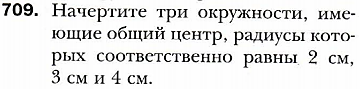 709. Начертите три окружности, име-
ющие общий центр, радиусы кото-
рых соответственно равны 2 см,
3 см и 4 см.